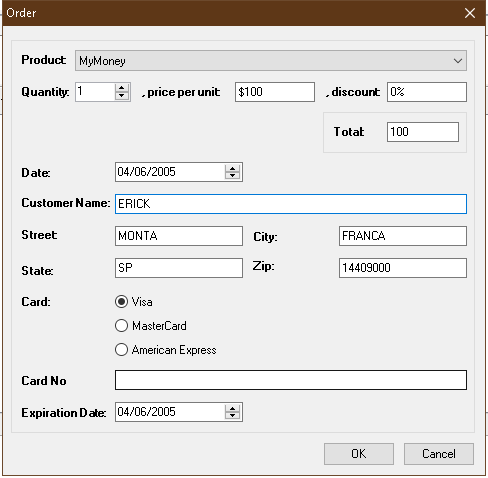 Order
Product: MyMoney
Quantity: 1 , price per unit: $100 , discount: 0%
Total: 100
Date: 04/06/2005
Customer Name: ERICK
Street: MONTA City: FRANCA
State: SP Zip: 14409000
Card: Visa
MasterCard
American Express
Card No
Expiration Date: 04/06/2005
OK Cancel